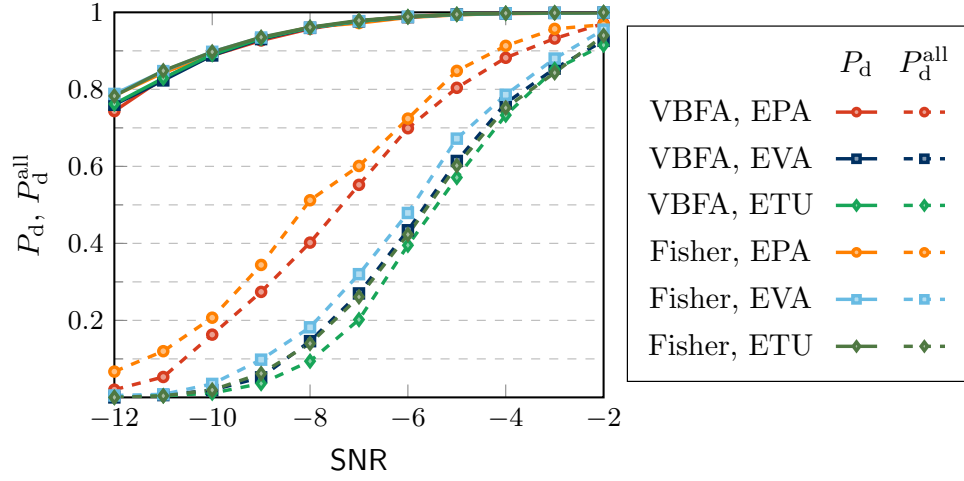 1
0.8
0.6
0.4
0.2
−12
−10
−8
−6
−4
−2
SNR
P_d, P_d^all
P_d P_d^all
VBFA, EPA
VBFA, EVA
VBFA, ETU
Fisher, EPA
Fisher, EVA
Fisher, ETU